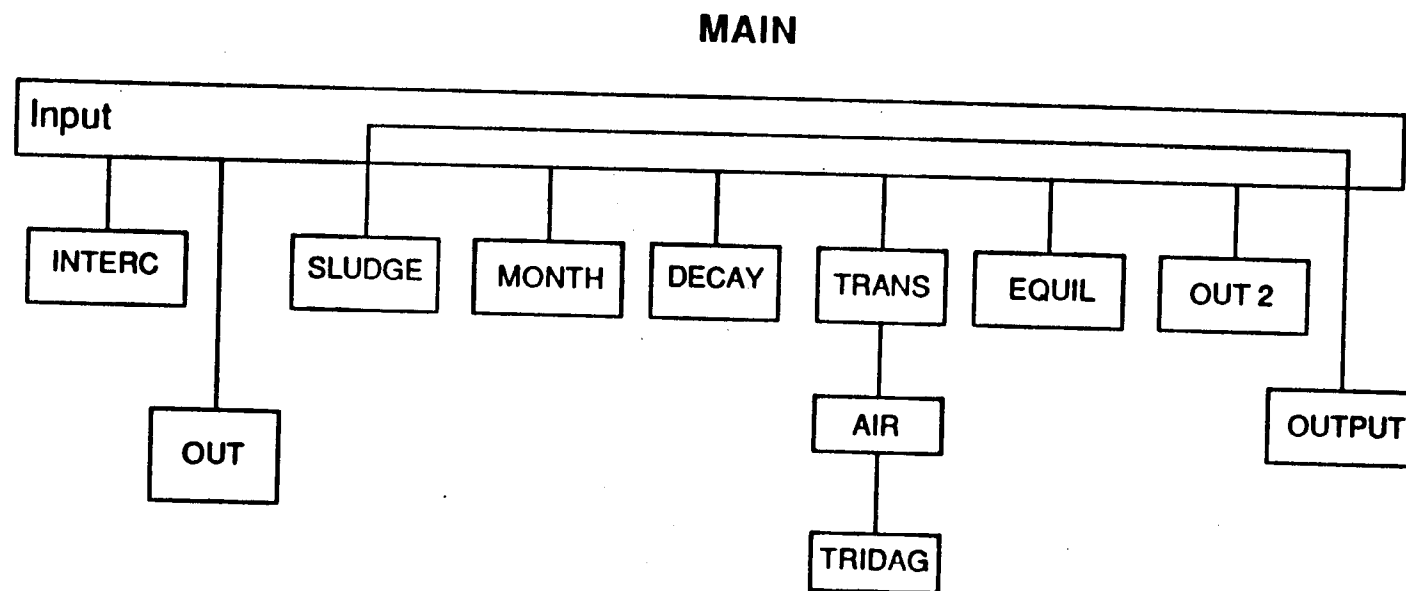 MAIN
Input
INTERC
SLUDGE
MONTH
DECAY
TRANS
EQUIL
OUT 2
OUT
AIR
OUTPUT
TRIDAG